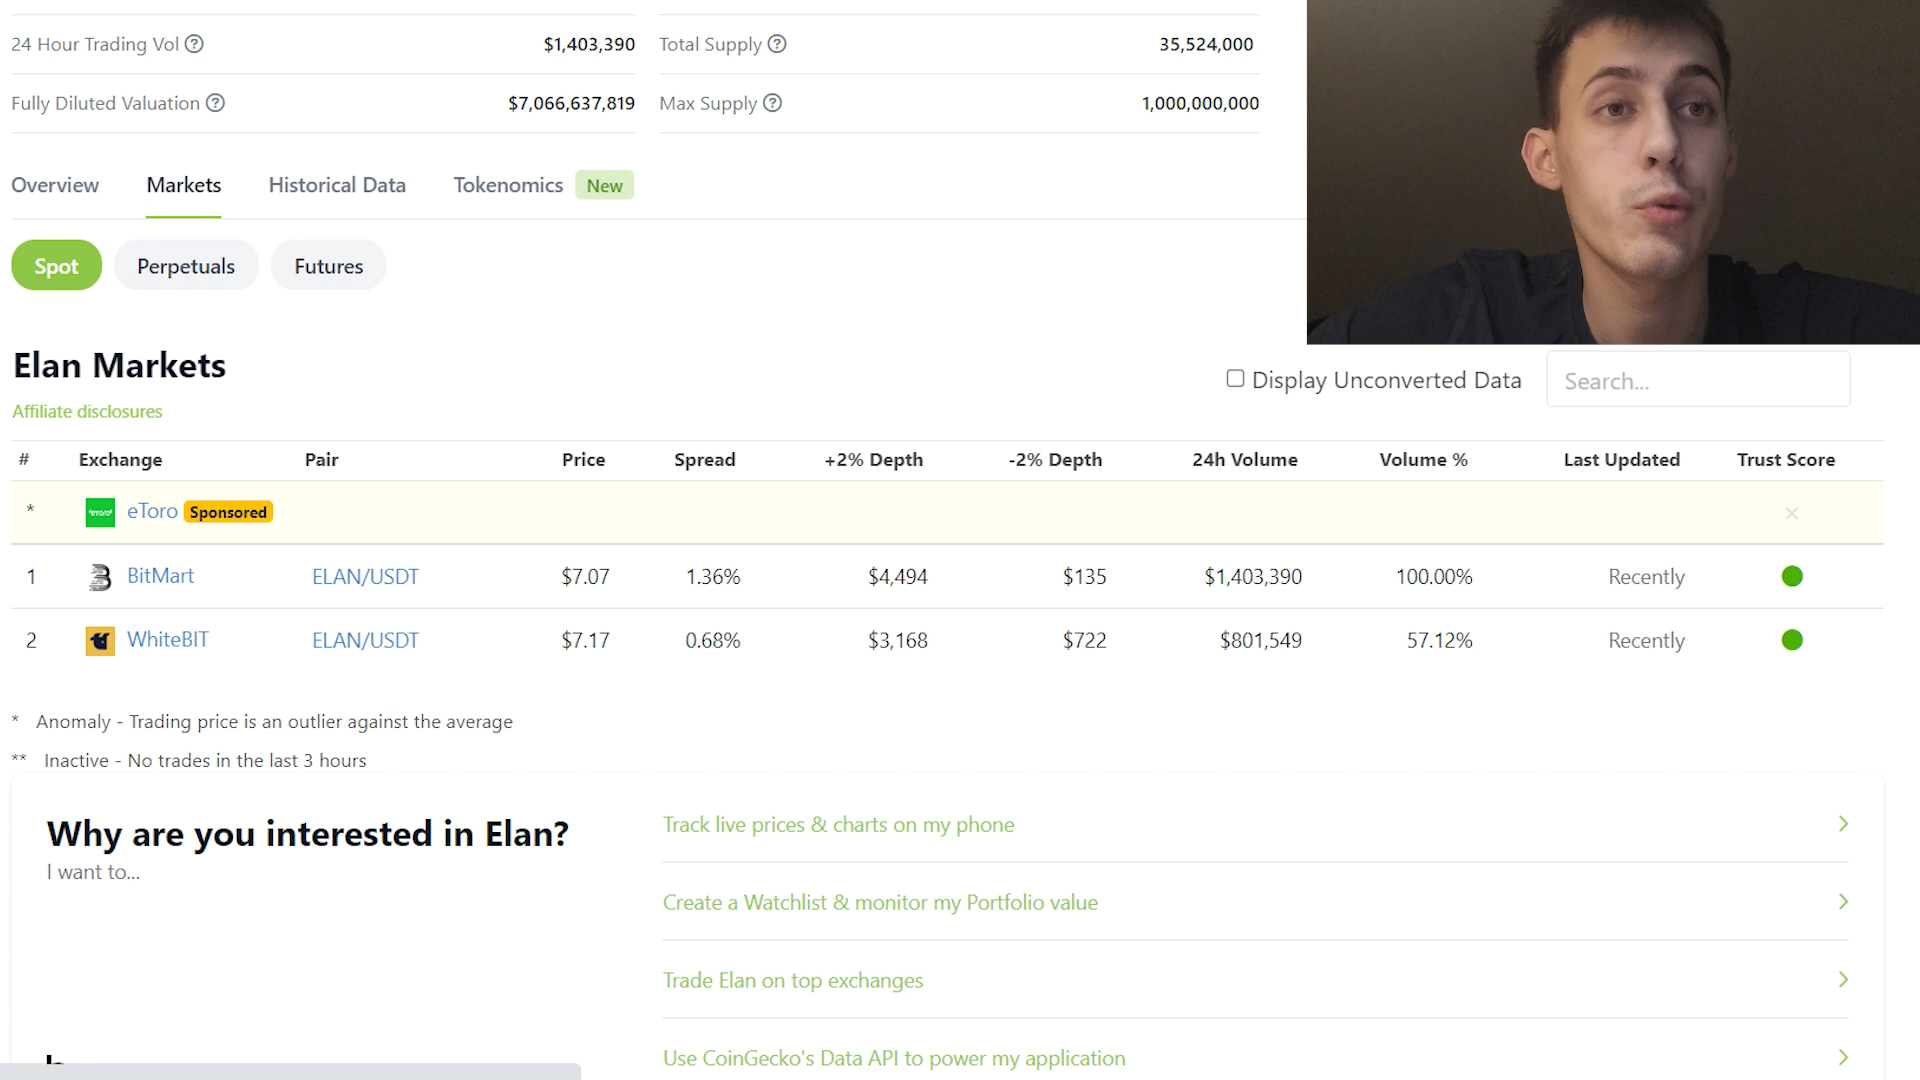 24 Hour Trading Vol $1,403,390 Total Supply 35,524,000
Fully Diluted Valuation $7,066,637,819 Max Supply 1,000,000,000
Overview Markets Historical Data Tokenomics New
Spot Perpetuals Futures
Elan Markets
Display Unconverted Data Search...
Affiliate disclosures
# Exchange Pair Price Spread +2% Depth -2% Depth 24h Volume Volume % Last Updated Trust Score
* eToro Sponsored
1 BitMart ELAN/USDT $7.07 1.36% $4,494 $135 $1,403,390 100.00% Recently
2 WhiteBIT ELAN/USDT $7.17 0.68% $3,168 $722 $801,549 57.12% Recently
* Anomaly - Trading price is an outlier against the average
** Inactive - No trades in the last 3 hours
Why are you interested in Elan?
I want to...
Track live prices & charts on my phone
Create a Watchlist & monitor my Portfolio value
Trade Elan on top exchanges
Use CoinGecko's Data API to power my application